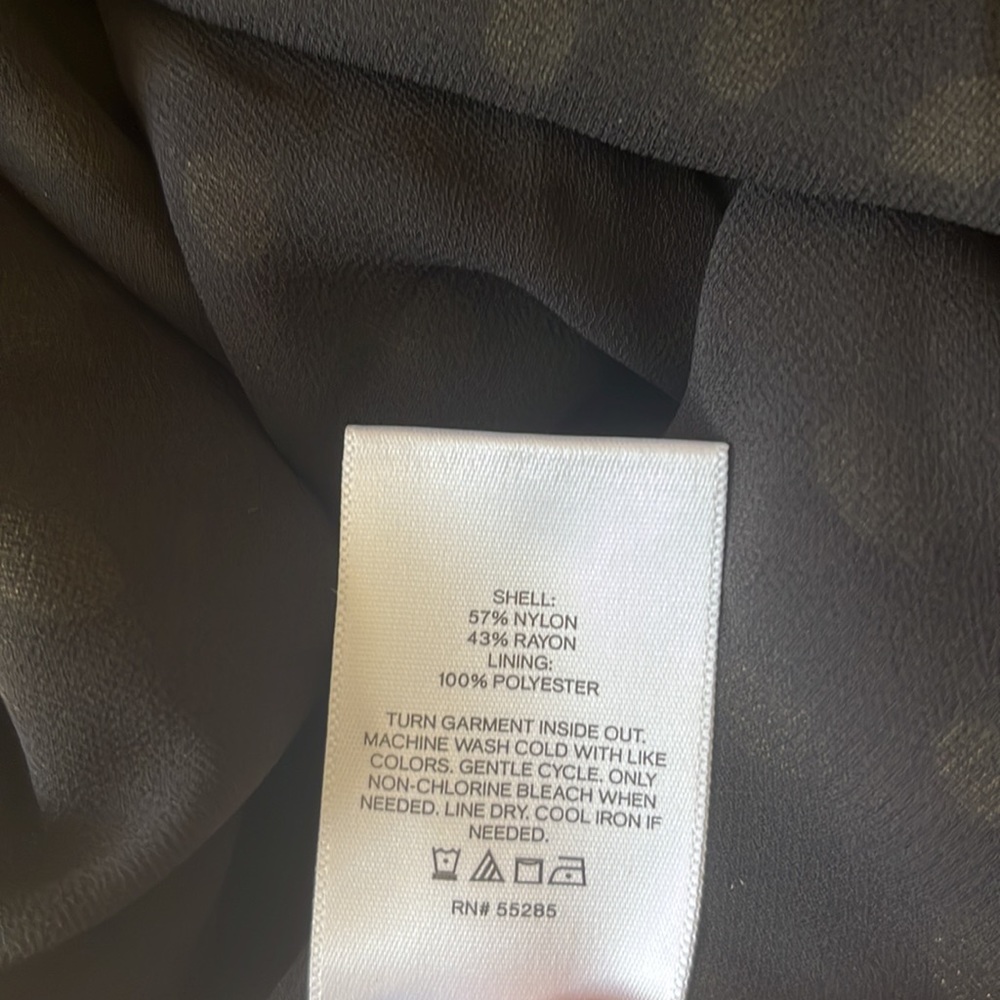 SHELL:
57% NYLON
43% RAYON
LINING:
100% POLYESTER
TURN GARMENT INSIDE OUT.
MACHINE WASH COLD WITH LIKE
COLORS. GENTLE CYCLE. ONLY
NON-CHLORINE BLEACH WHEN
NEEDED. LINE DRY. COOL IRON IF
NEEDED.
RN# 55285